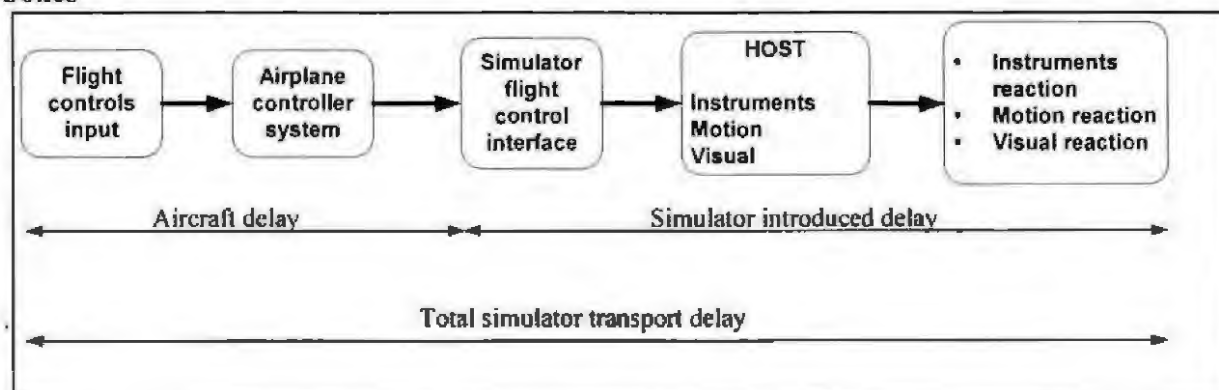 Flight
controls
input
Airplane
controller
system
Simulator
flight
control
interface
HOST
Instruments
Motion
Visual
• Instruments
reaction
• Motion reaction
• Visual reaction
Aircraft delay
Simulator introduced delay
Total simulator transport delay